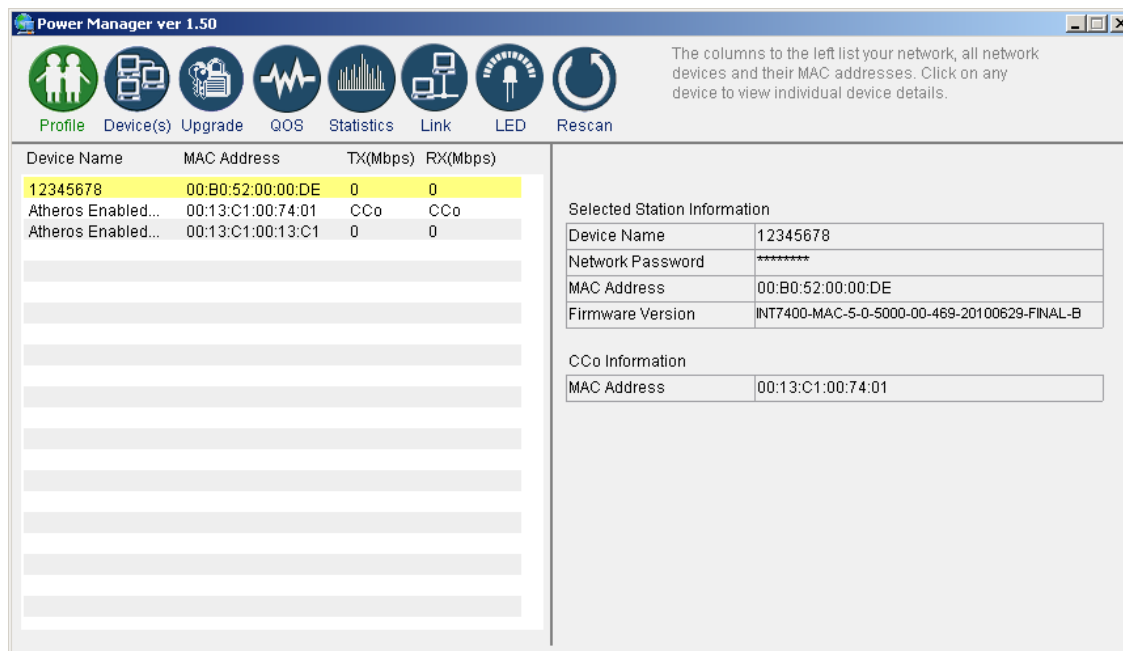 Power Manager ver 1.50
The columns to the left list your network, all network
devices and their MAC addresses. Click on any
device to view individual device details.
Profile Device(s) Upgrade QOS Statistics Link LED Rescan
Device Name MAC Address TX(Mbps) RX(Mbps)
12345678 00:B0:52:00:00:DE 0 0
Atheros Enabled... 00:13:C1:00:74:01 CCo CCo
Atheros Enabled... 00:13:C1:00:13:C1 0 0
Selected Station Information
Device Name 12345678
Network Password ********
MAC Address 00:B0:52:00:00:DE
Firmware Version INT7400-MAC-5-0-5000-00-469-20100629-FINAL-B
CCo Information
MAC Address 00:13:C1:00:74:01